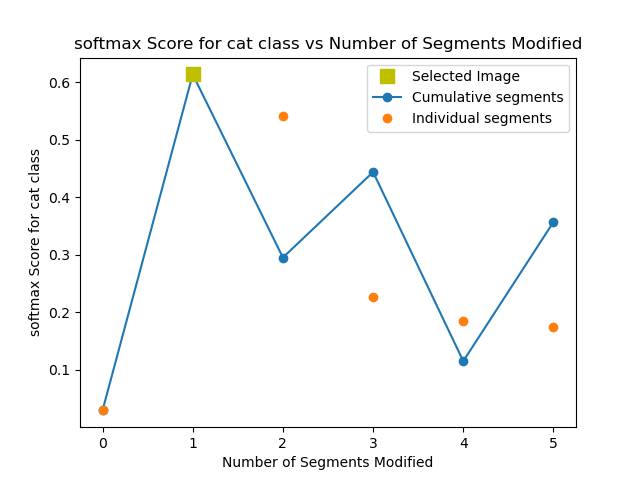 softmax Score for cat class vs Number of Segments Modified
Selected Image
Cumulative segments
Individual segments
softmax Score for cat class
0.6
0.5
0.4
0.3
0.2
0.1
0 1 2 3 4 5
Number of Segments Modified